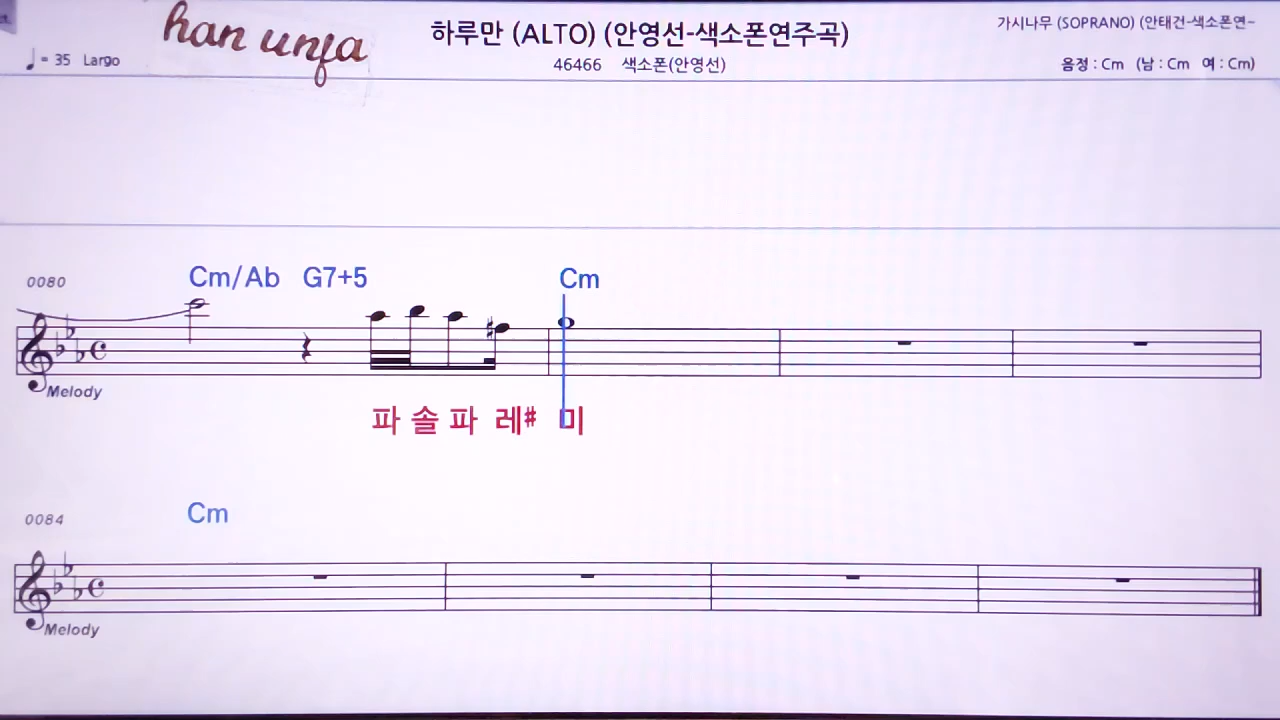 han unja
하루만 (ALTO) (안영선-색소폰연주곡)
가시나무 (SOPRANO) (안태건-색소폰연~
♩ = 35 Largo
46466 색소폰(안영선)
음정 : Cm (남 : Cm 여 : Cm)
0080
Cm/Ab G7+5 Cm
Melody
파 솔 파 레# 미
0084
Cm
Melody